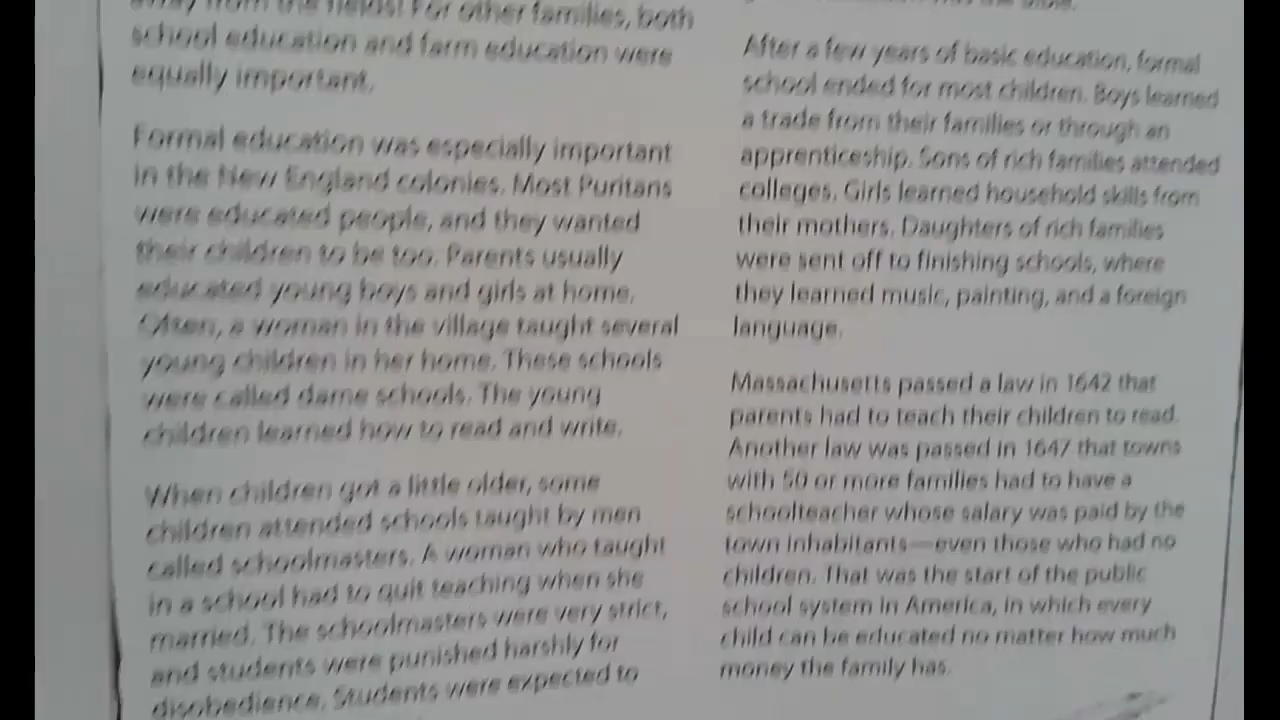 away from the fields! For other families, both
school education and farm education were
equally important.
Formal education was especially important
in the New England colonies. Most Puritans
were educated people, and they wanted
their children to be too. Parents usually
educated young boys and girls at home.
Often, a woman in the village taught several
young children in her home. These schools
were called dame schools. The young
children learned how to read and write.
When children got a little older, some
children attended schools taught by men
called schoolmasters. A woman who taught
in a school had to quit teaching when she
married. The schoolmasters were very strict,
and students were punished harshly for
disobedience. Students were expected to
After a few years of basic education, formal
school ended for most children. Boys learned
a trade from their families or through an
apprenticeship. Sons of rich families attended
colleges. Girls learned household skills from
their mothers. Daughters of rich families
were sent off to finishing schools, where
they learned music, painting, and a foreign
language.
Massachusetts passed a law in 1642 that
parents had to teach their children to read.
Another law was passed in 1647 that towns
with 50 or more families had to have a
schoolteacher whose salary was paid by the
town inhabitants—even those who had no
children. That was the start of the public
school system in America, in which every
child can be educated no matter how much
money the family has.